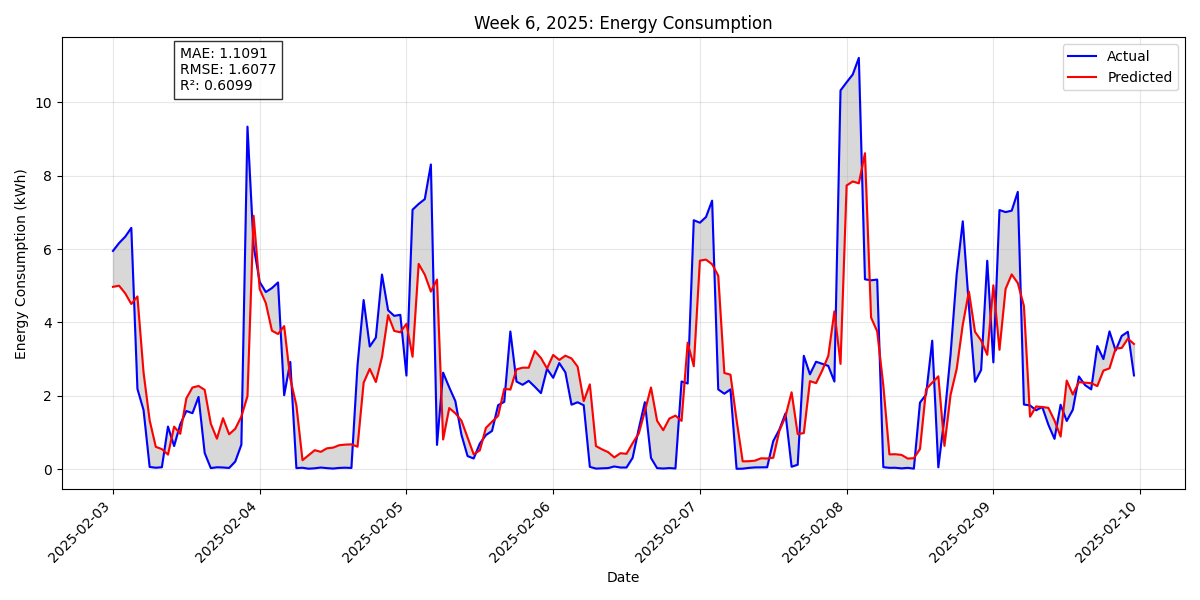 Week 6, 2025: Energy Consumption
MAE: 1.1091
RMSE: 1.6077
R²: 0.6099
Actual
Predicted
Energy Consumption (kWh)
10
8
6
4
2
0
2025-02-03
2025-02-04
2025-02-05
2025-02-06
2025-02-07
2025-02-08
2025-02-09
2025-02-10
Date